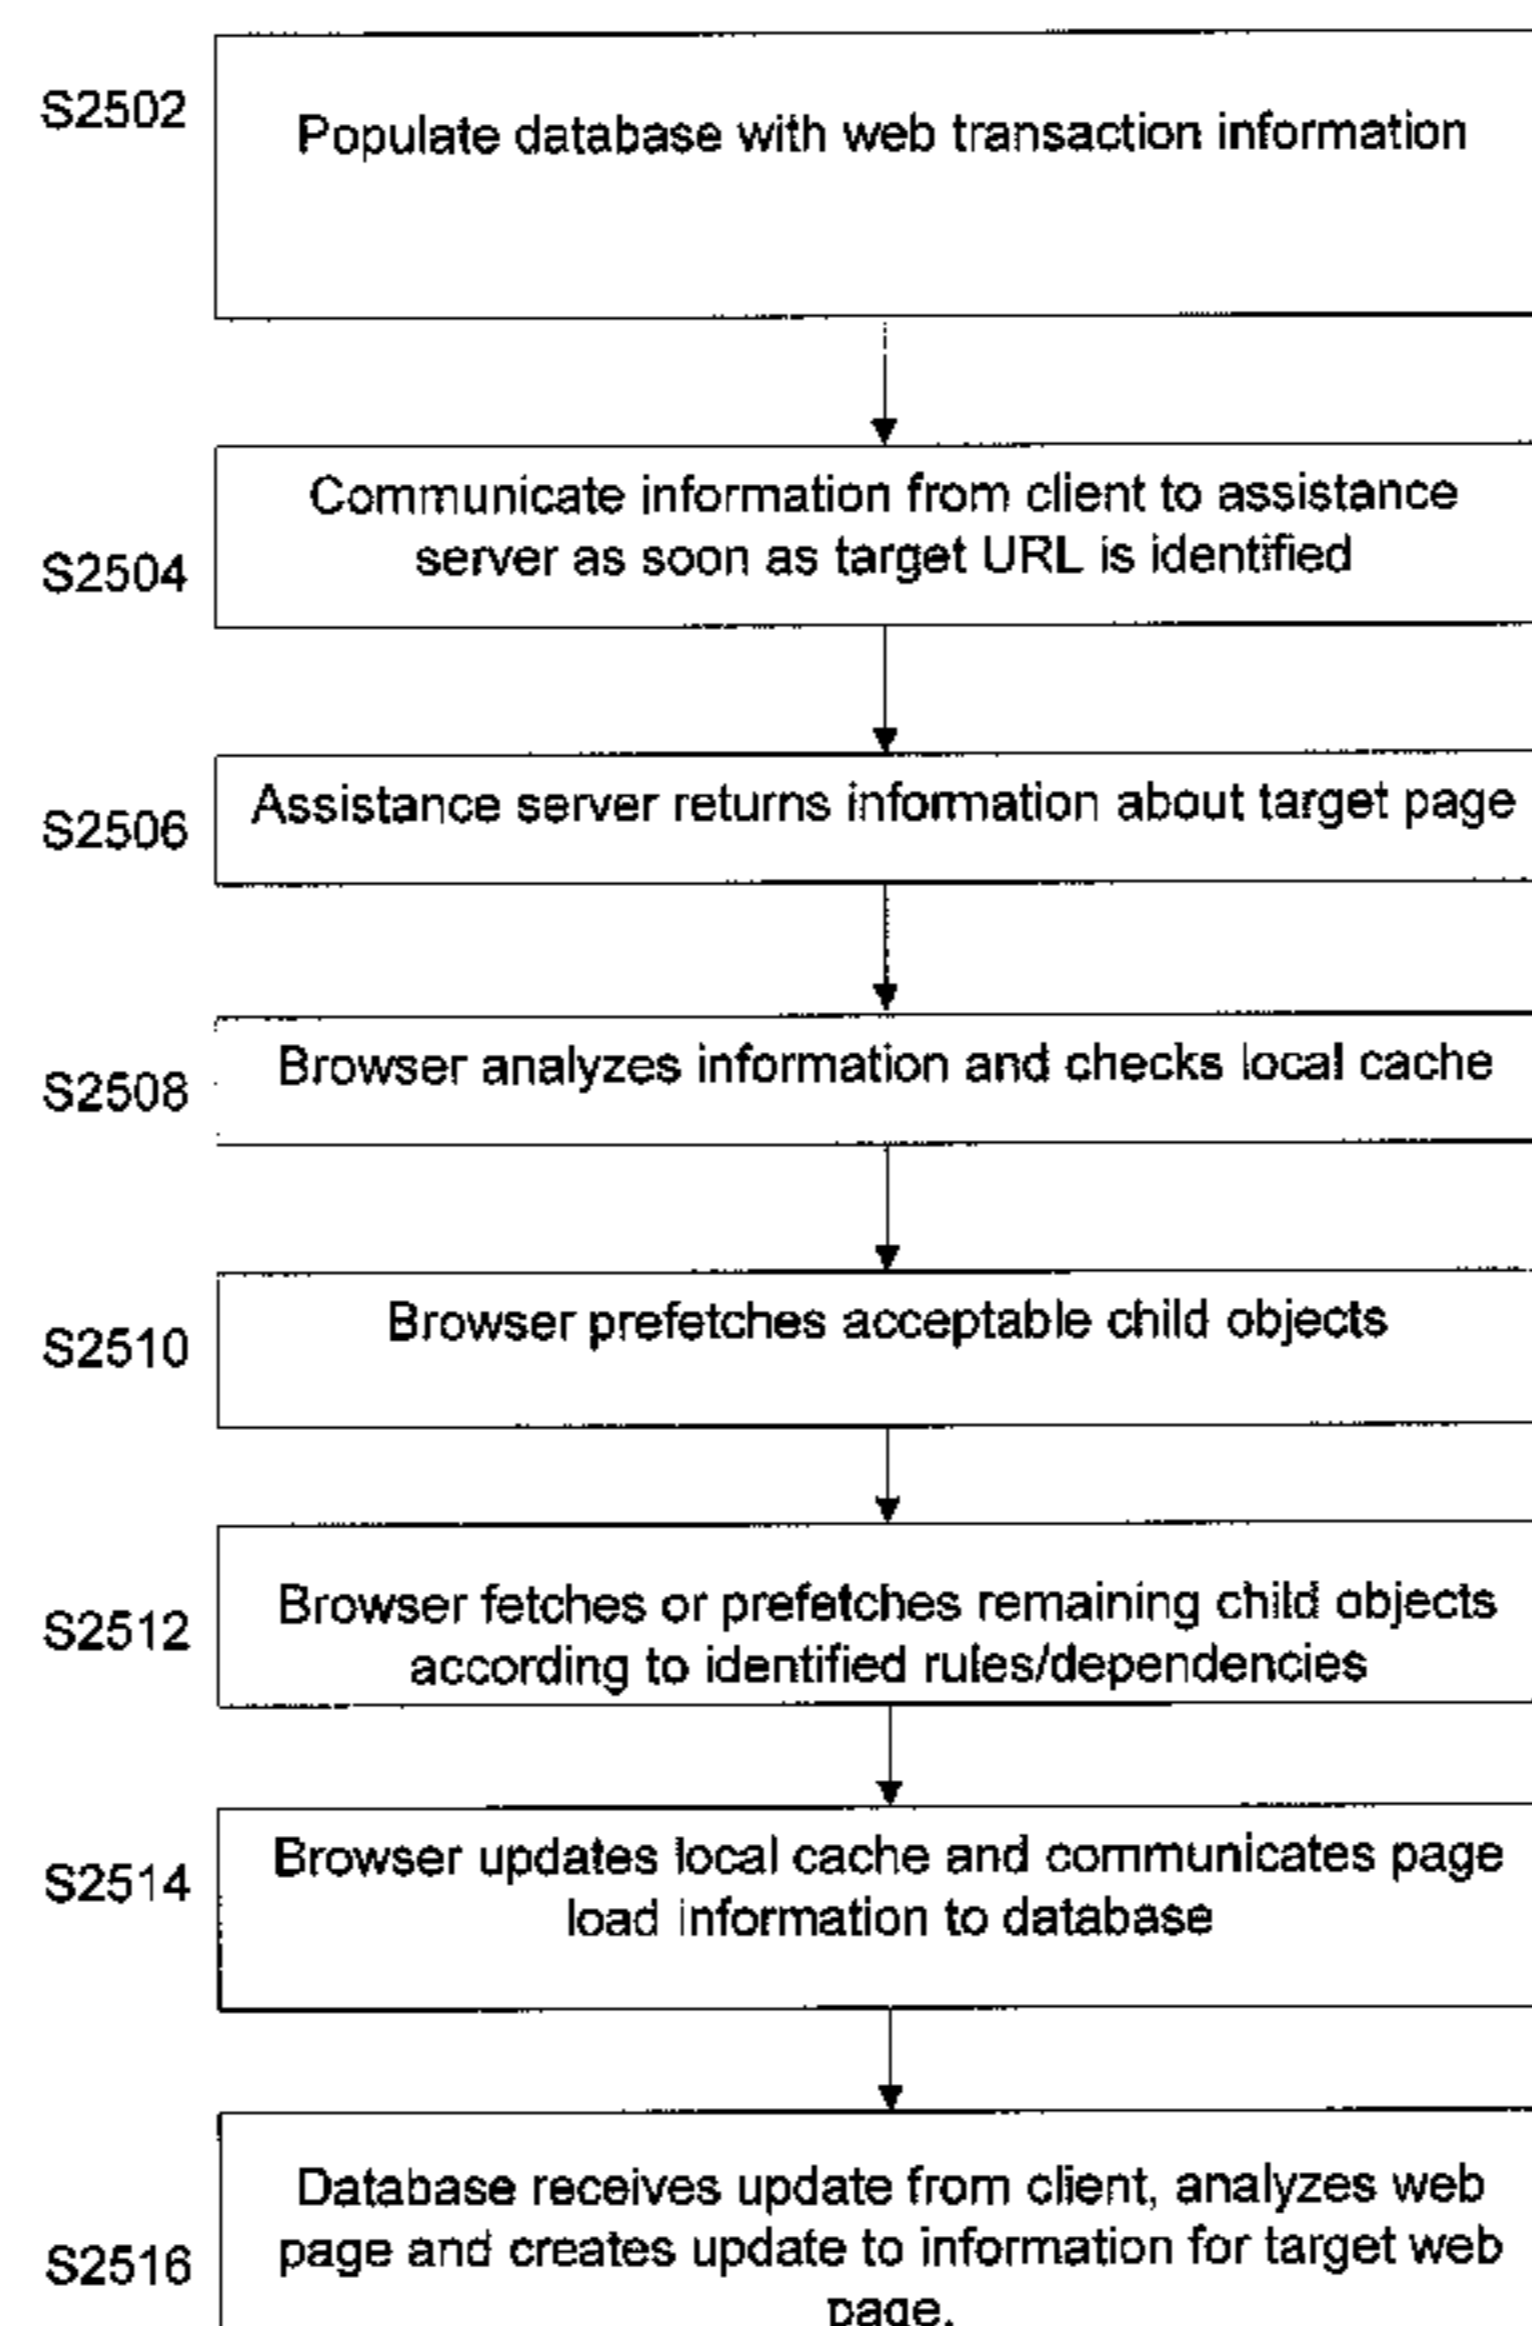 S2502
Populate database with web transaction information
Communicate information from client to assistance
server as soon as target URL is identified
S2504
Assistance server returns information about target page
S2506
Browser analyzes information and checks local cache
S2508
Browser prefetches acceptable child objects
S2510
Browser fetches or prefetches remaining child objects
according to identified rules/dependencies
S2512
Browser updates local cache and communicates page
load information to database
S2514
Database receives update from client, analyzes web
page and creates update to information for target web
page.
S2516